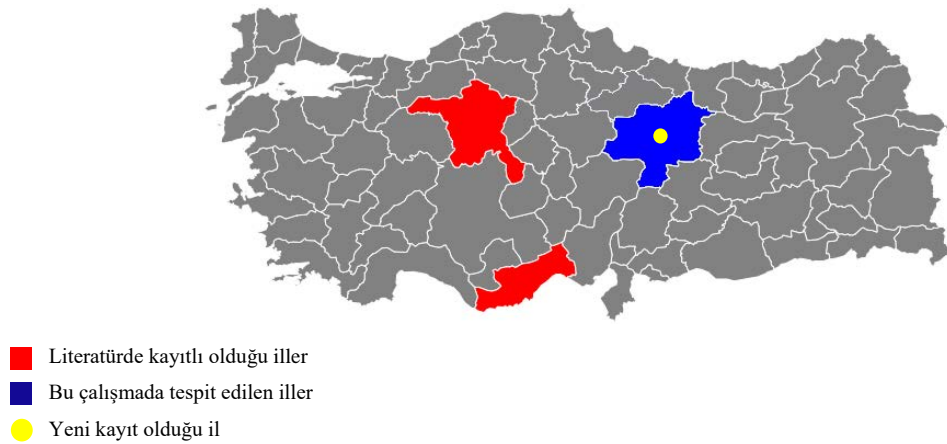 Literatürde kayıtlı olduğu iller
Bu çalışmada tespit edilen iller
Yeni kayıt olduğu il